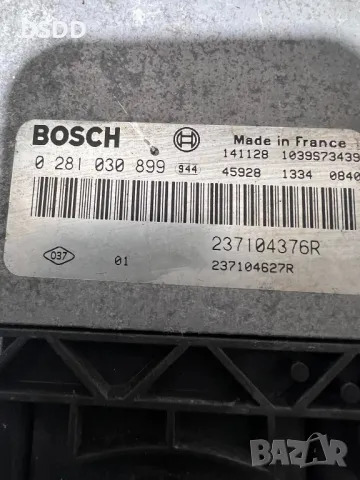 BSDD
BOSCH
Made in France
141128 1039S73439
0 281 030 899 944
45928 1334 0840
237104376R
037 01
237104627R
BAZAR